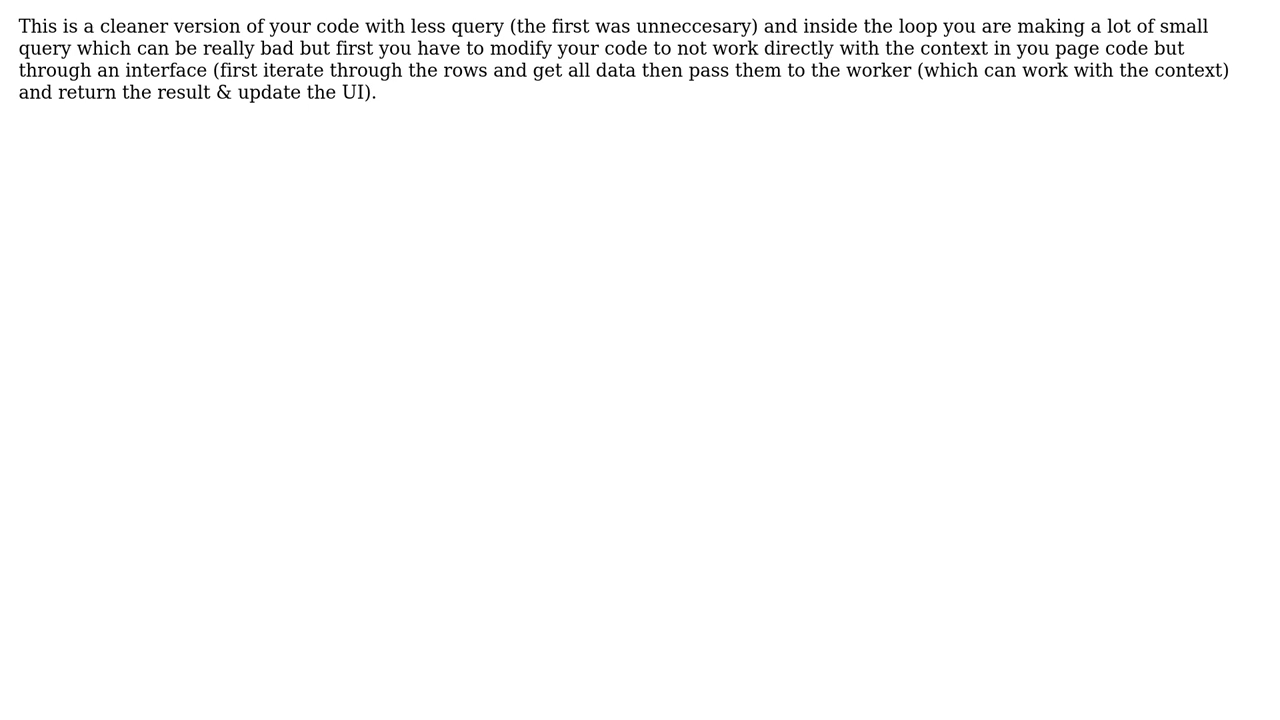 This is a cleaner version of your code with less query (the first was unneccesary) and inside the loop you are making a lot of small
query which can be really bad but first you have to modify your code to not work directly with the context in you page code but
through an interface (first iterate through the rows and get all data then pass them to the worker (which can work with the context)
and return the result & update the UI).